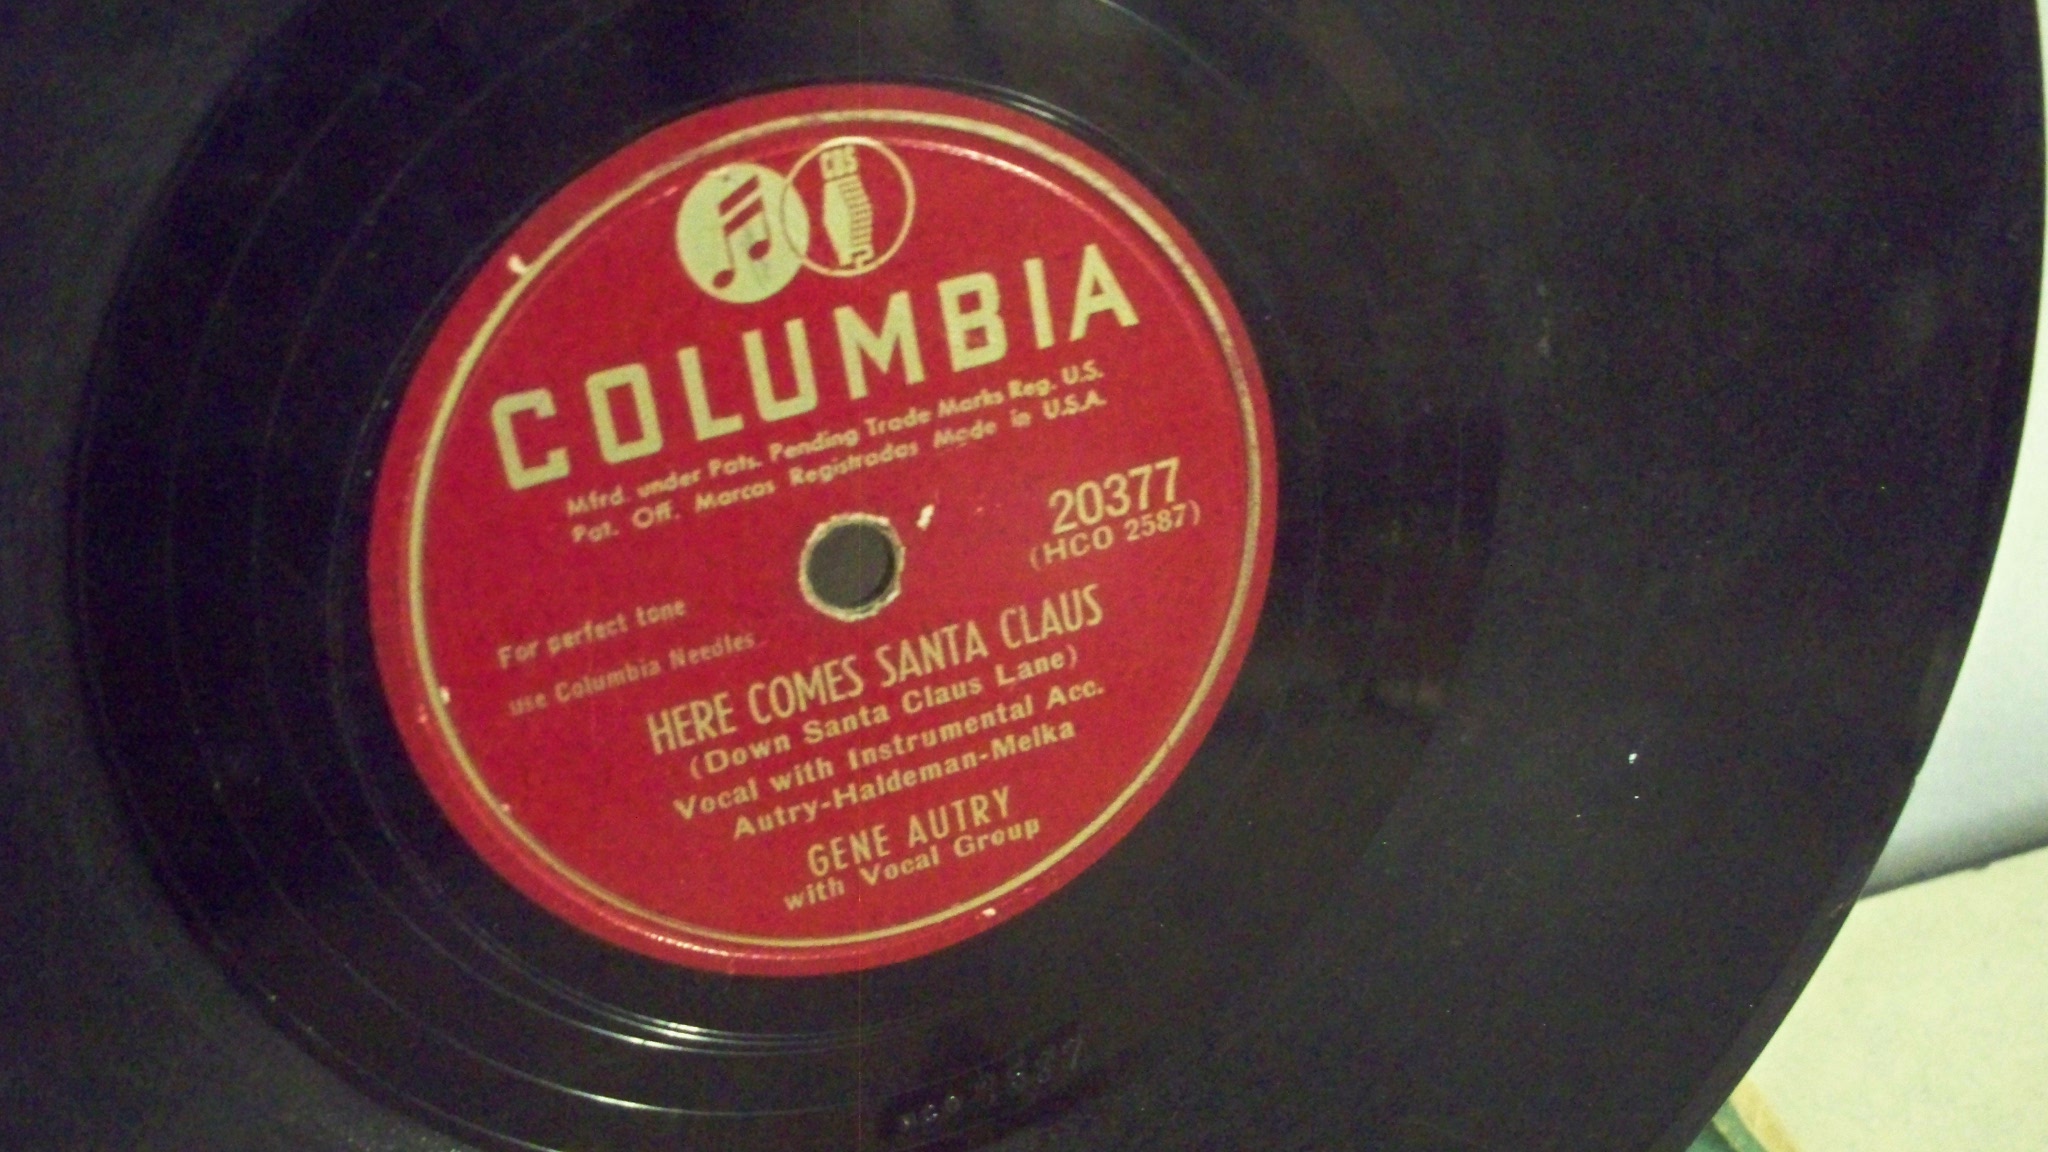 CBS
COLUMBIA
Mfrd. under Pats. Pending Trade Marks Reg. U.S.
Pat. Off. Marcas Registradas Made in U.S.A.
20377
(HCO 2587)
For perfect tone
use Columbia Needles
HERE COMES SANTA CLAUS
(Down Santa Claus Lane)
Vocal with Instrumental Acc.
Autry-Haldeman-Melka
GENE AUTRY
with Vocal Group